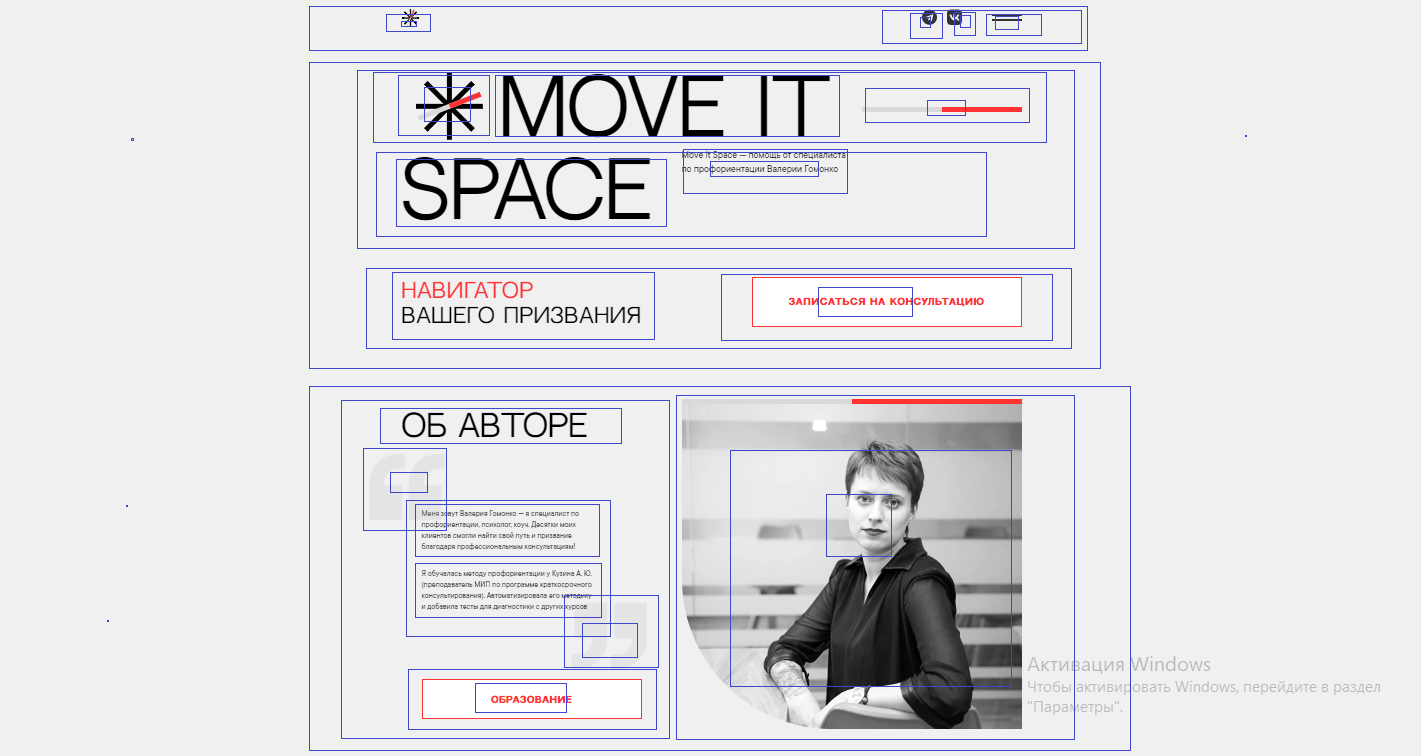 MOVE IT
SPACE
Move it Space — помощь от специалиста
по профориентации Валерии Гомонко
НАВИГАТОР
ВАШЕГО ПРИЗВАНИЯ
ЗАПИСАТЬСЯ НА КОНСУЛЬТАЦИЮ
ОБ АВТОРЕ
“
Меня зовут Валерия Гомонко — я специалист по
профориентации, психолог, коуч. Десятки моих
клиентов смогли найти свой путь и призвание
благодаря профессиональным консультациям!
Я обучалась методу профориентации у Кузина А. Ю.
(преподаватель МИП по программе краткосрочного
консультирования). Автоматизировала его методику
и добавила тесты для диагностики с других курсов
”
ОБРАЗОВАНИЕ
Активация Windows
Чтобы активировать Windows, перейдите в раздел
"Параметры".